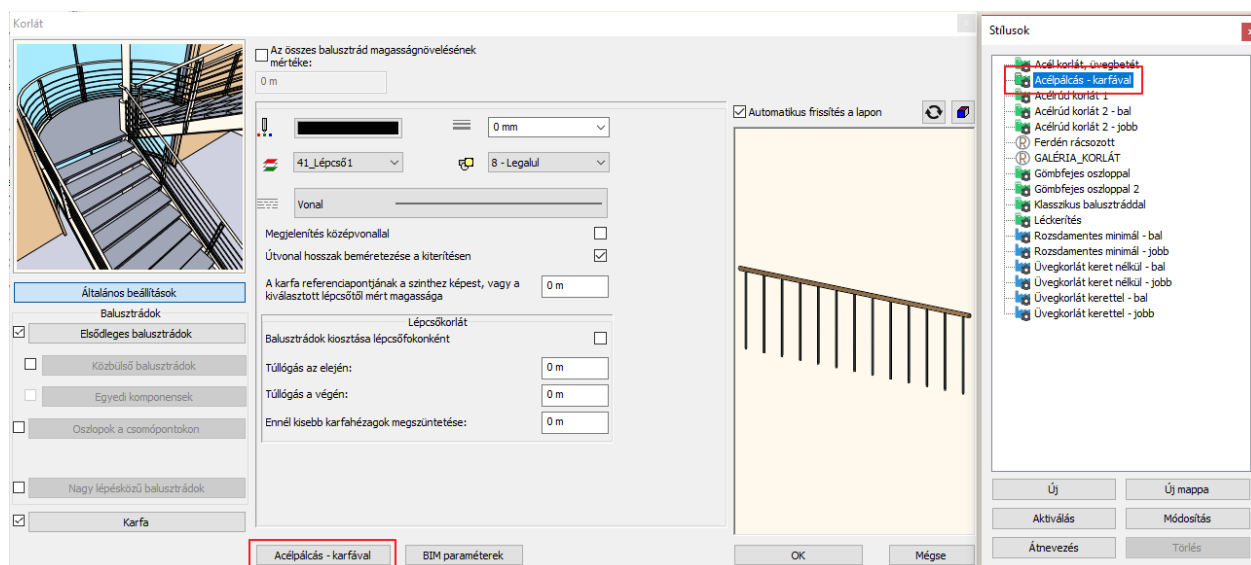 Korlát
Az összes balusztrád magasságnövelésének
mértéke:
0 m
0 mm
41_Lépcső1
8 - Legalul
Vonal
Megjelenítés középvonallal
Útvonal hosszak beméretezése a kiterítésen
A karfa referenciapontjának a szinthez képest, vagy a
kiválasztott lépcsőtől mért magassága
0 m
Lépcsőkorlát
Balusztrádok kiosztása lépcsőfokonként
Túllógás az elején:
0 m
Túllógás a végén:
0 m
Ennél kisebb karfahézagok megszüntetése:
0 m
Általános beállítások
Balusztrádok
Elsődleges balusztrádok
Közbülső balusztrádok
Egyedi komponensek
Oszlopok a csomópontokon
Nagy lépésközű balusztrádok
Karfa
Acélpálcás - karfával
BIM paraméterek
Automatikus frissítés a lapon
OK
Mégse
Stílusok
Acél korlát, üvegbetét
Acélpálcás - karfával
Acélrúd korlát 1
Acélrúd korlát 2 - bal
Acélrúd korlát 2 - jobb
Ferdén rácsozott
GALÉRIA_KORLÁT
Gömbfejes oszloppal
Gömbfejes oszloppal 2
Klasszikus balusztráddal
Léckerítés
Rozsdamentes minimál - bal
Rozsdamentes minimál - jobb
Üvegkorlát keret nélkül - bal
Üvegkorlát keret nélkül - jobb
Üvegkorlát kerettel - bal
Üvegkorlát kerettel - jobb
Új
Új mappa
Aktiválás
Módosítás
Átnevezés
Törlés